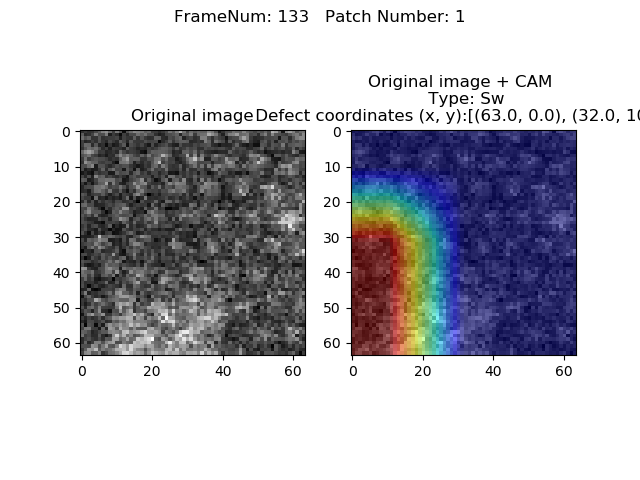 FrameNum: 133   Patch Number: 1
Original image + CAM
Type: Sw
Original image
Defect coordinates (x, y):[(63.0, 0.0), (32.0, 10
0
10
20
30
40
50
60
0 20 40 60
0
10
20
30
40
50
60
0 20 40 60